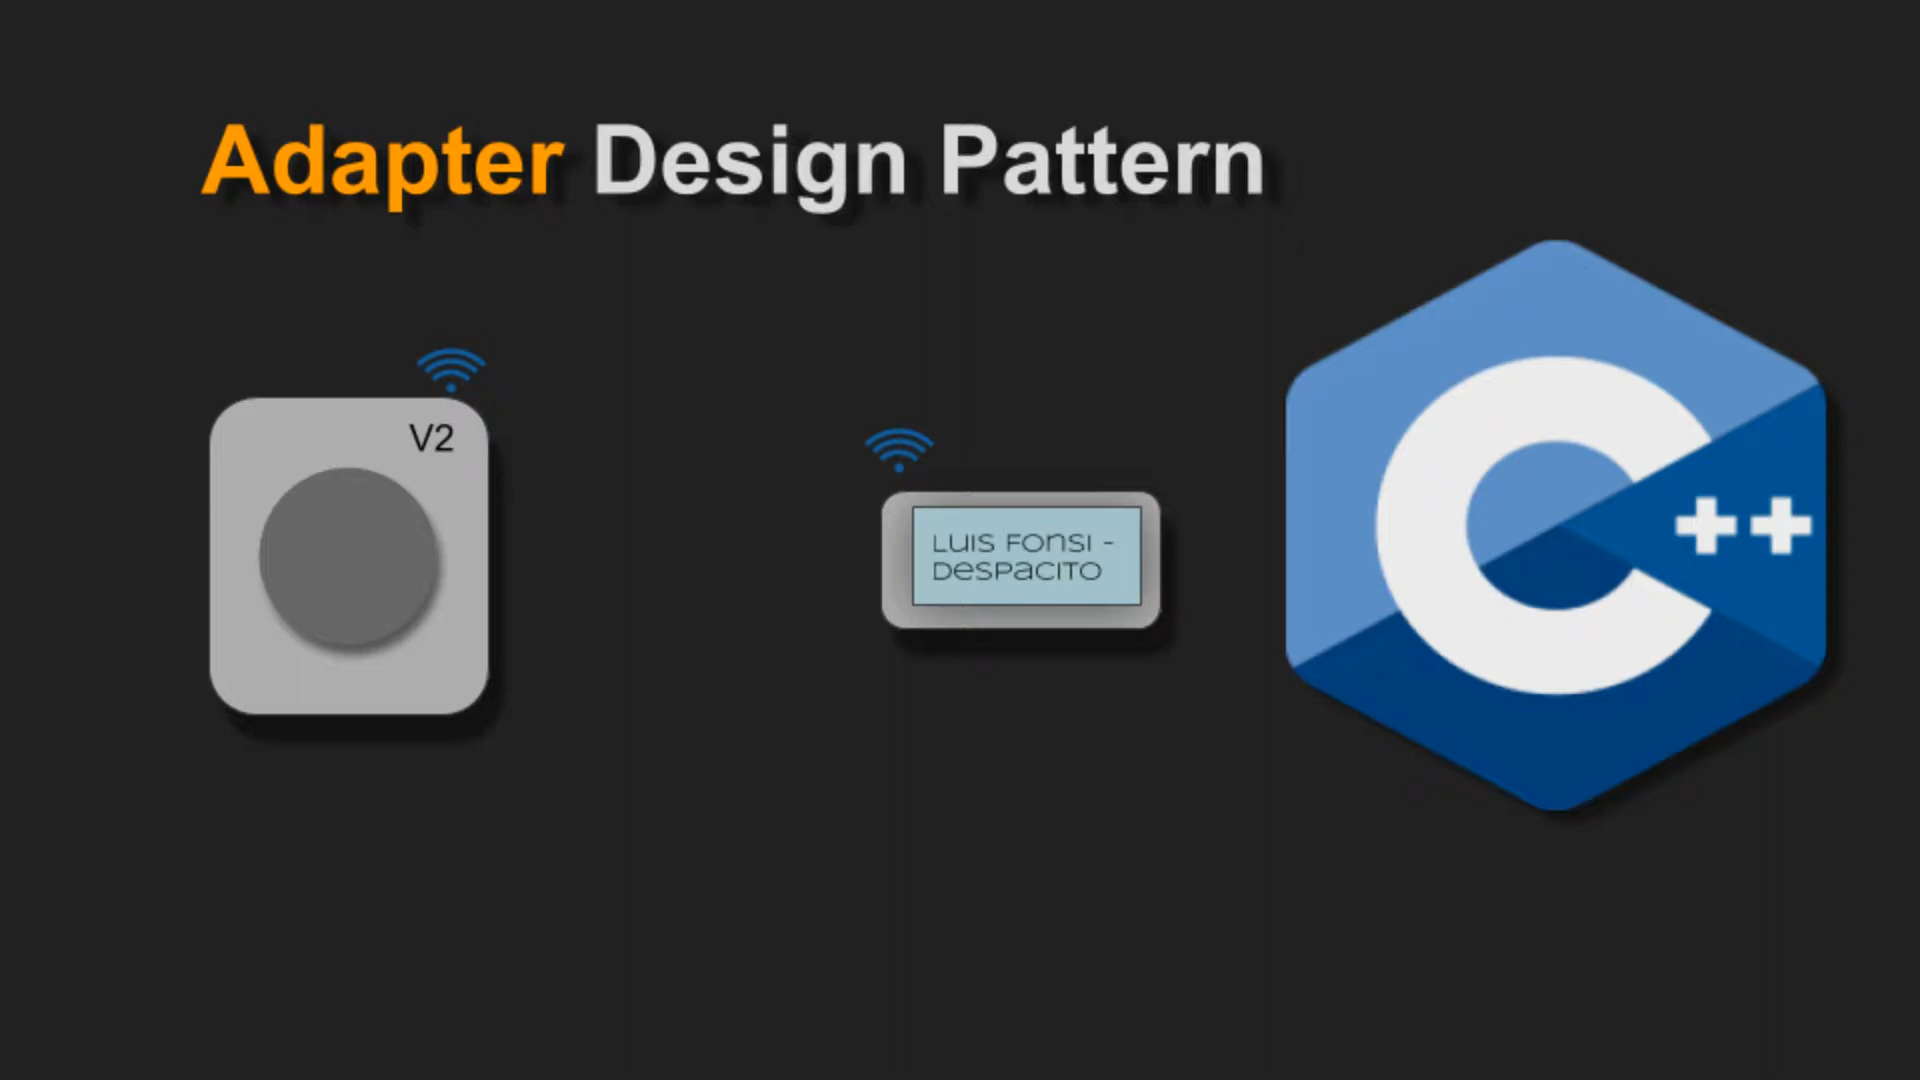 Adapter Design Pattern
V2
LUIS FONSI -
DESPACITO
C++